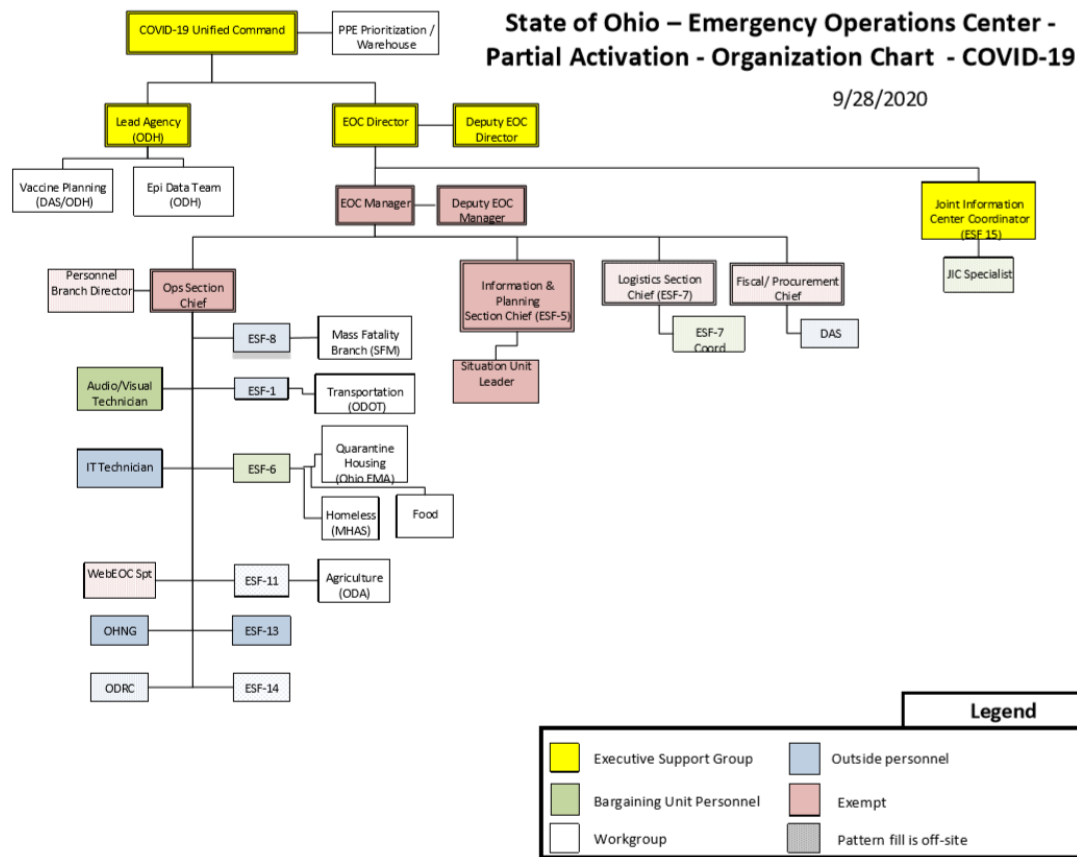 State of Ohio – Emergency Operations Center -
Partial Activation - Organization Chart - COVID-19
9/28/2020
COVID-19 Unified Command
PPE Prioritization /
Warehouse
Lead Agency
(ODH)
EOC Director
Deputy EOC
Director
Vaccine Planning
(DAS/ODH)
Epi Data Team
(ODH)
EOC Manager
Deputy EOC
Manager
Joint Information
Center Coordinator
(ESF 15)
JIC Specialist
Personnel
Branch Director
Ops Section
Chief
Information &
Planning
Section Chief (ESF-5)
Logistics Section
Chief (ESF-7)
Fiscal/ Procurement
Chief
ESF-7
Coord
DAS
Situation Unit
Leader
ESF-8
Mass Fatality
Branch (SFM)
Audio/Visual
Technician
ESF-1
Transportation
(ODOT)
IT Technician
ESF-6
Quarantine
Housing
(Ohio EMA)
Homeless
(MHAS)
Food
WebEOC Spt
ESF-11
Agriculture
(ODA)
OHNG
ESF-13
ODRC
ESF-14
Legend
Executive Support Group
Outside personnel
Bargaining Unit Personnel
Exempt
Workgroup
Pattern fill is off-site